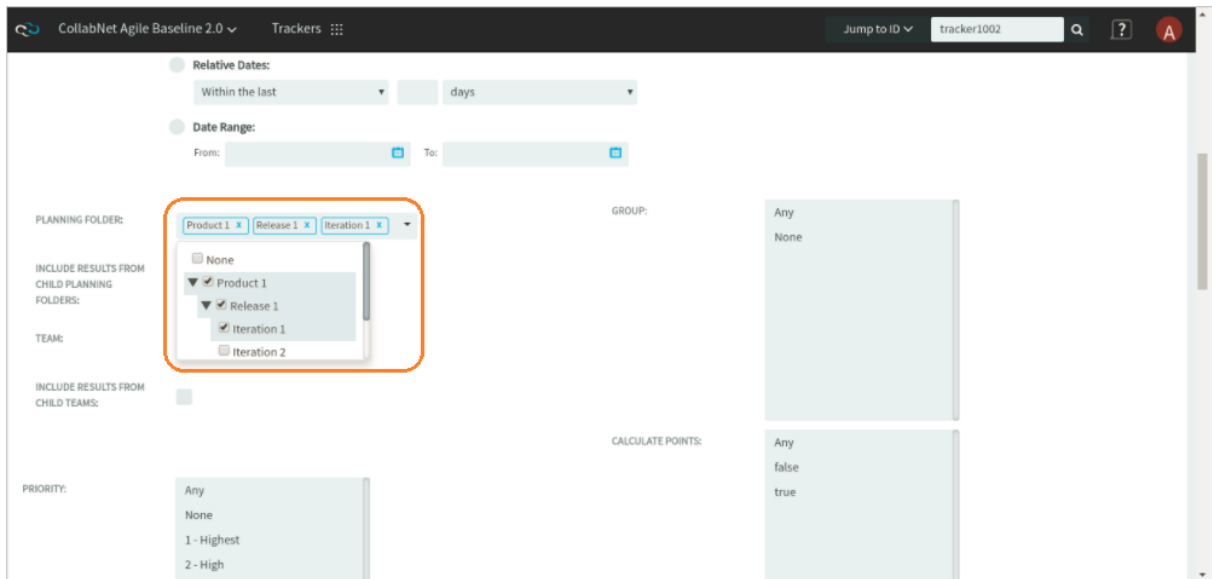 CollabNet Agile Baseline 2.0 Trackers Jump to ID tracker1002 ? A
Relative Dates:
Within the last days
Date Range:
From: To:
PLANNING FOLDER: Product 1 x Release 1 x Iteration 1 x
None
Product 1
Release 1
Iteration 1
Iteration 2
INCLUDE RESULTS FROM
CHILD PLANNING
FOLDERS:
TEAM:
INCLUDE RESULTS FROM
CHILD TEAMS:
GROUP: Any
None
CALCULATE POINTS: Any
false
true
PRIORITY: Any
None
1 - Highest
2 - High